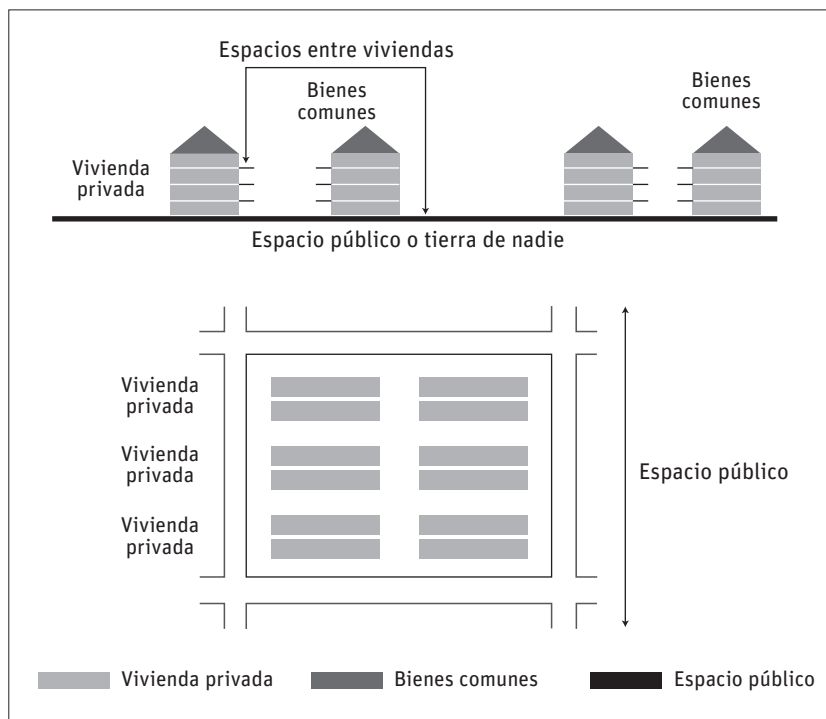 Espacios entre viviendas
Bienes
comunes
Bienes
comunes
Vivienda
privada
Espacio público o tierra de nadie
Vivienda
privada
Vivienda
privada
Vivienda
privada
Espacio público
Vivienda privada
Bienes comunes
Espacio público